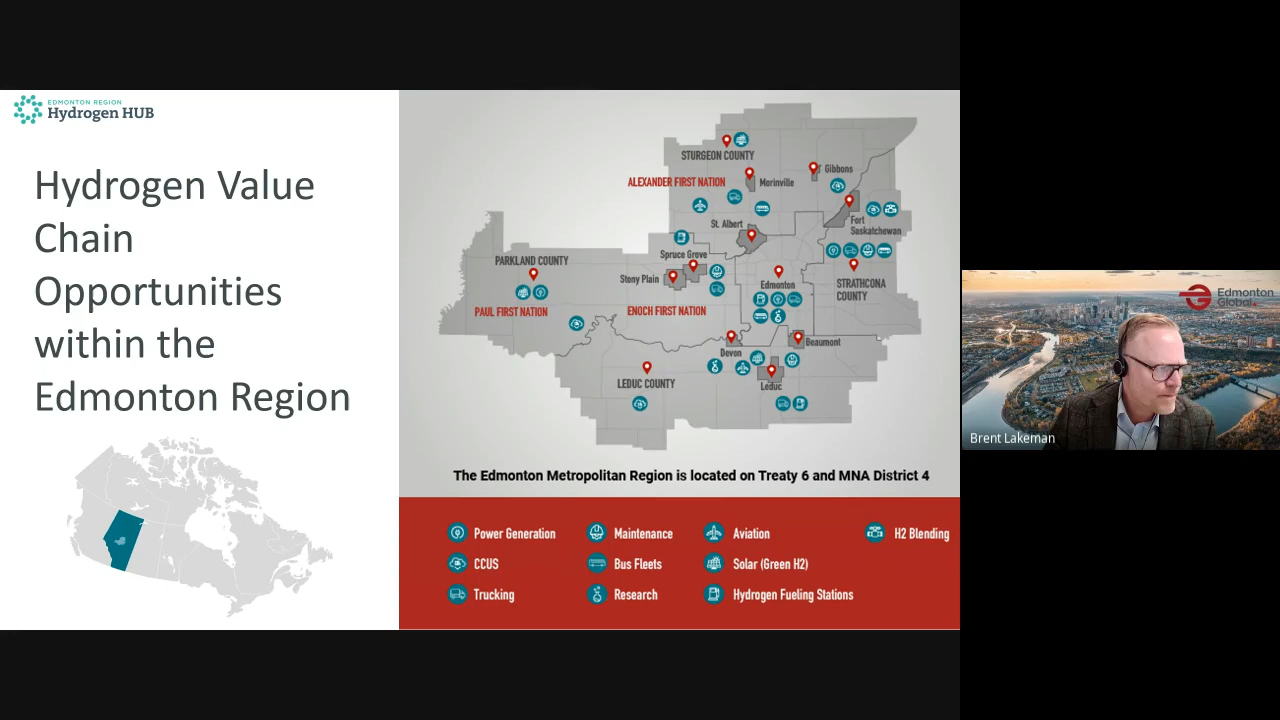 EDMONTON REGION
Hydrogen HUB
Hydrogen Value
Chain
Opportunities
within the
Edmonton Region
STURGEON COUNTY
Gibbons
ALEXANDER FIRST NATION
Morinville
St. Albert
Fort
Saskatchewan
Spruce Grove
PARKLAND COUNTY
Stony Plain
Edmonton
STRATHCONA
COUNTY
PAUL FIRST NATION
ENOCH FIRST NATION
Devon
Beaumont
LEDUC COUNTY
Leduc
The Edmonton Metropolitan Region is located on Treaty 6 and MNA District 4
Power Generation
Maintenance
Aviation
H2 Blending
CCUS
Bus Fleets
Solar (Green H2)
Trucking
Research
Hydrogen Fueling Stations
Edmonton
Global
Brent Lakeman